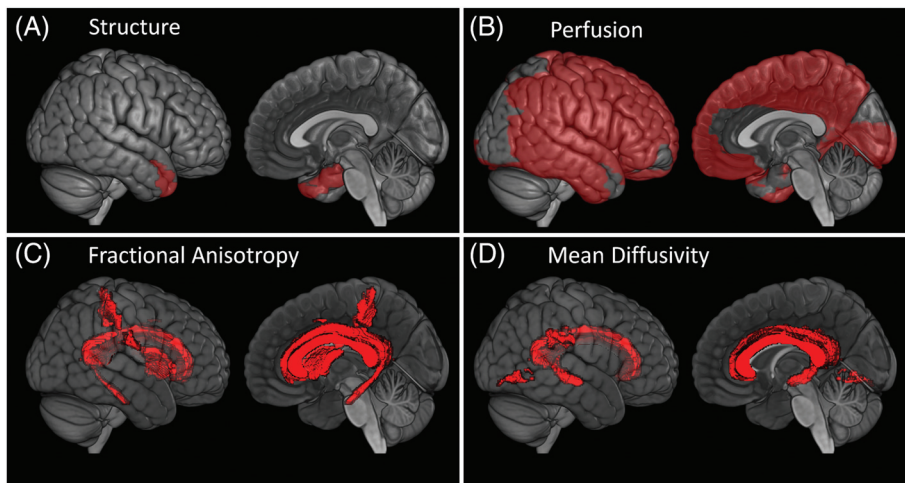 (A) Structure
(B) Perfusion
(C) Fractional Anisotropy
(D) Mean Diffusivity